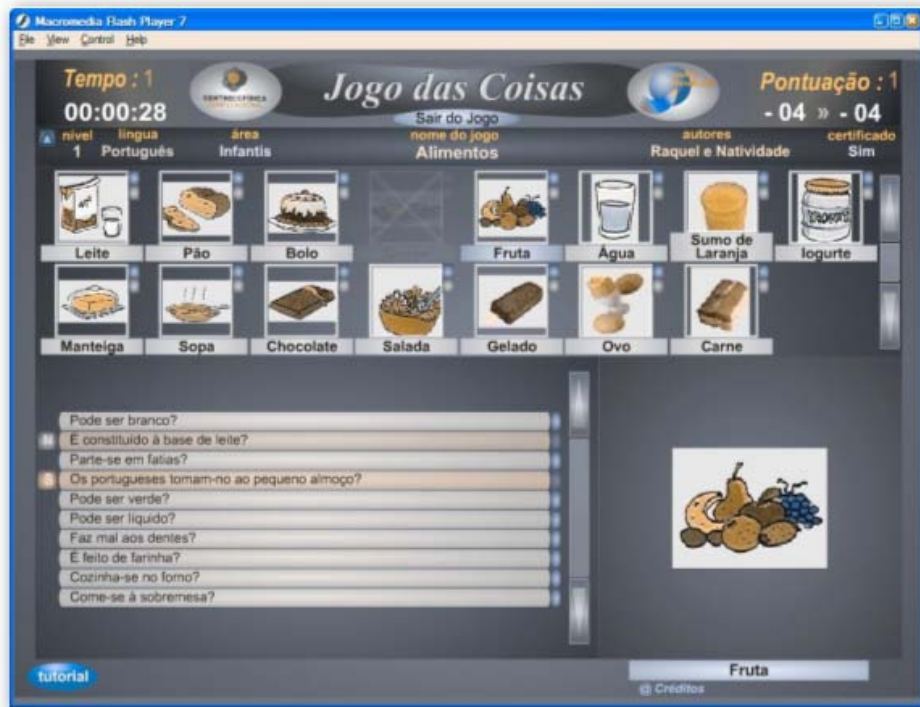 Macromedia Flash Player 7
File View Control Help
Tempo : 1
00:00:28
Jogo das Coisas
Sair do Jogo
Pontuação : 1
- 04 » - 04
nível língua área nome do jogo autores certificado
1 Português Infantis Alimentos Raquel e Natividade Sim
Leite Pão Bolo Fruta Água Sumo de Laranja Iogurte
Manteiga Sopa Chocolate Salada Gelado Ovo Carne
Pode ser branco?
É constituído à base de leite?
Parte-se em fatias?
S Os portugueses tomam-no ao pequeno almoço?
Pode ser verde?
Pode ser líquido?
Faz mal aos dentes?
É feito de farinha?
Cozinha-se no forno?
Come-se à sobremesa?
tutorial
Fruta
@ Créditos